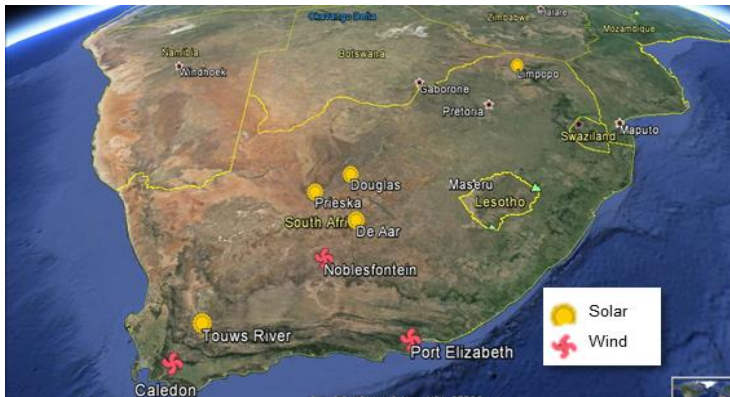 Okavango Delta
Zimbabwe
Harare
Mozambique
Namibia
Windhoek
Botswana
Limpopo
Gaborone
Pretoria
Swaziland
Maputo
Douglas
Maseru
Prieska
Lesotho
South Afri
De Aar
Noblesfontein
Solar
Touws River
Wind
Port Elizabeth
Caledon